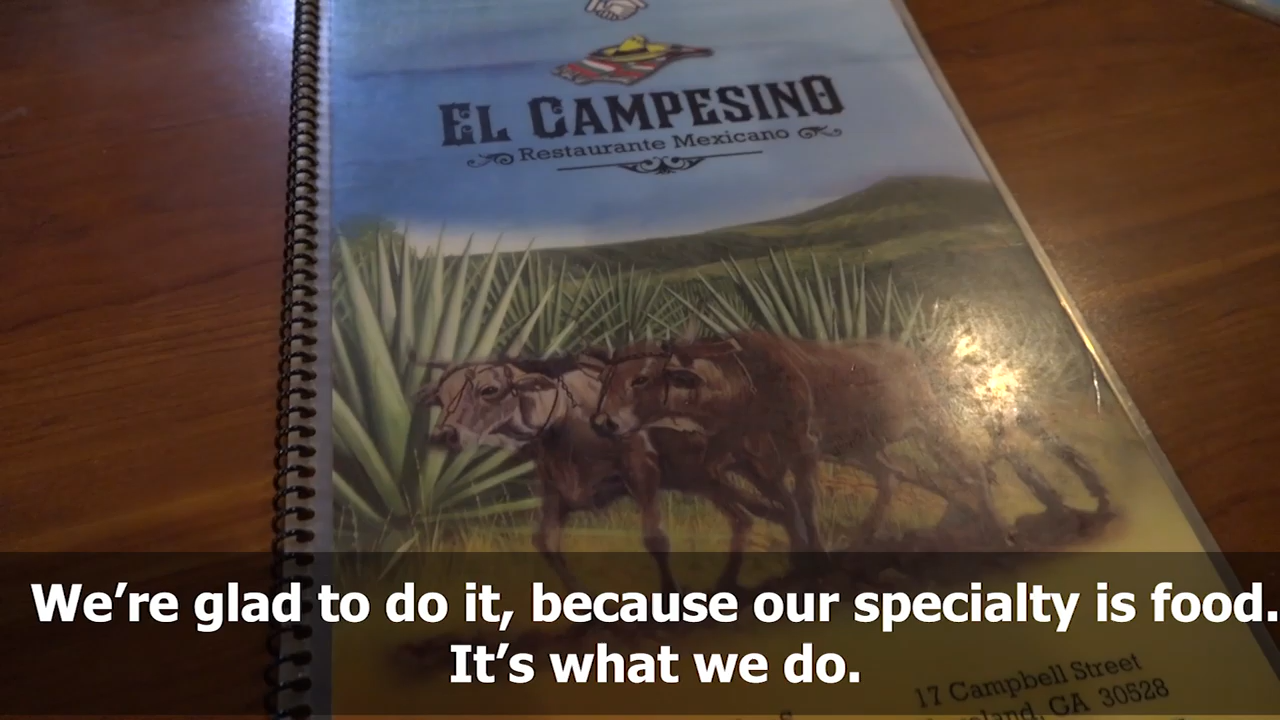 EL CAMPESINO
Restaurante Mexicano
We’re glad to do it, because our specialty is food.
It’s what we do.
17 Campbell Street
GA 30528